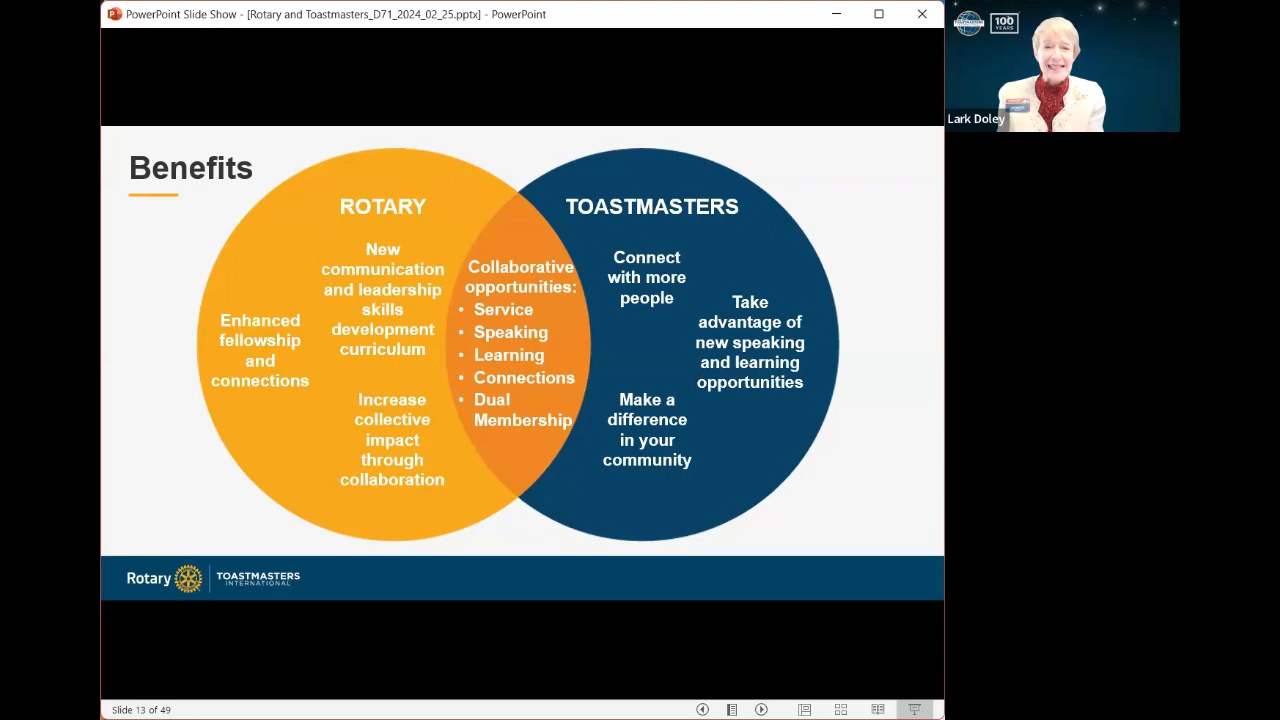 PowerPoint Slide Show - [Rotary and Toastmasters_D71_2024_02_25.pptx] - PowerPoint
100
YEARS
Lark Doley
Benefits
ROTARY
New
communication
and leadership
skills
development
curriculum
Enhanced
fellowship
and
connections
Increase
collective
impact
through
collaboration
Collaborative
opportunities:
• Service
• Speaking
• Learning
• Connections
• Dual
Membership
TOASTMASTERS
Connect
with more
people
Take
advantage of
new speaking
and learning
opportunities
Make a
difference
in your
community
Rotary
TOASTMASTERS
INTERNATIONAL
Slide 13 of 49